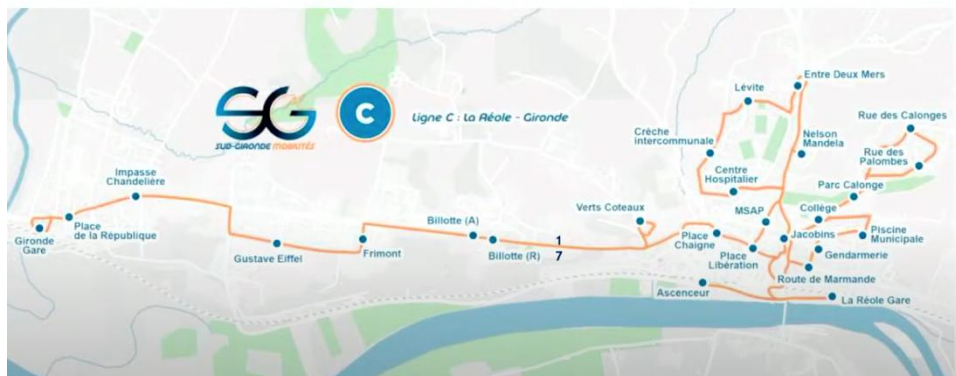 SG
SUD-GIRONDE MOBILITÉS
C
Ligne C : La Réole - Gironde
Entre Deux Mers
Lévite
Rue des Calonges
Crèche
intercommunale
Nelson
Mandela
Rue des
Palombes
Centre
Hospitalier
Impasse
Chandelière
Parc Calonge
Verts Coteaux
MSAP
Collège
Billotte (A)
Place
de la République
Gironde
Gare
Place
Chaigne
Jacobins
Piscine
Municipale
1
7
Gustave Eiffel
Frimont
Billotte (R)
Place
Libération
Gendarmerie
Route de Marmande
Ascenceur
La Réole Gare